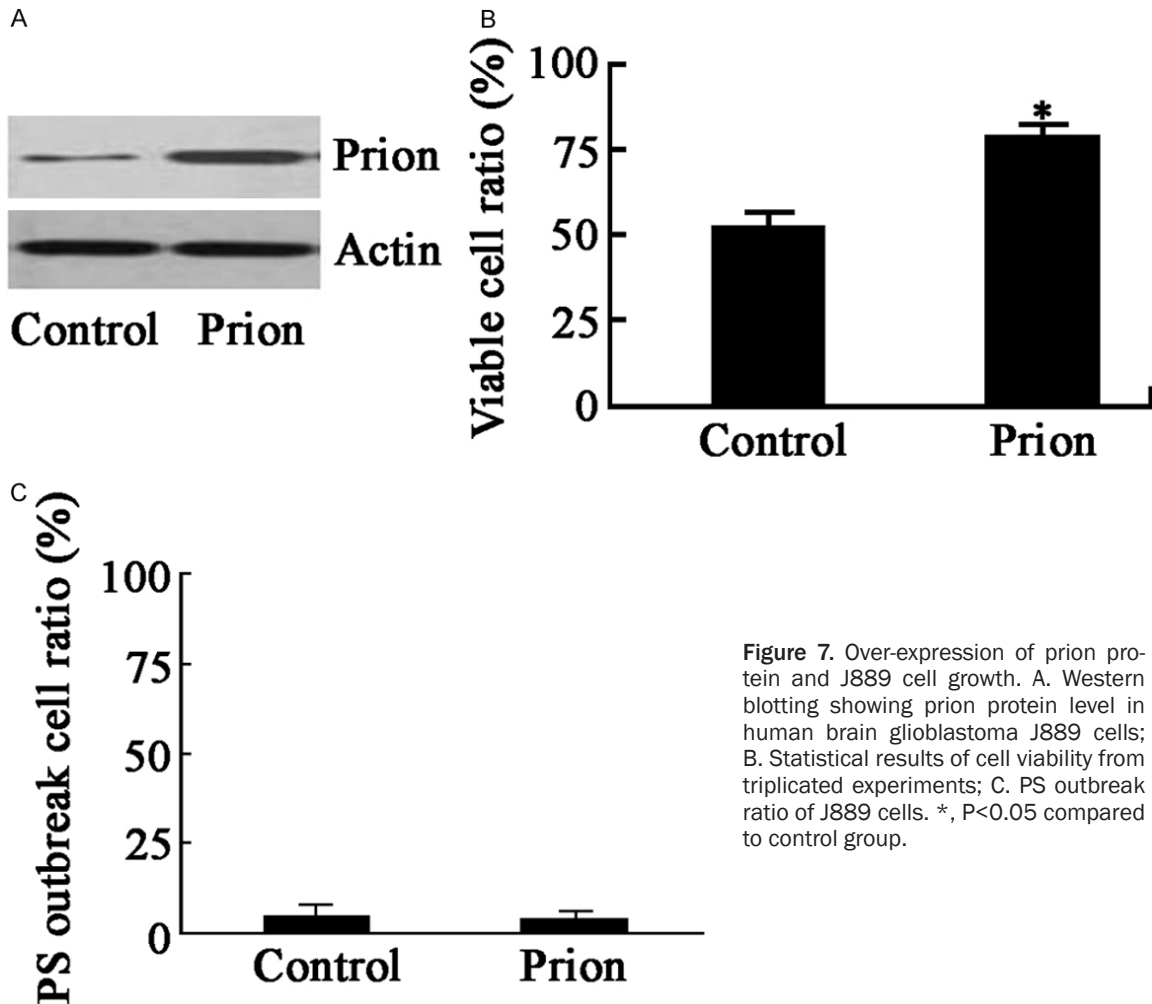 A
Prion
Actin
Control Prion
B
Viable cell ratio (%)
100
75
50
25
0
*
Control Prion
C
PS outbreak cell ratio (%)
100
75
50
25
0
Control Prion
Figure 7. Over-expression of prion pro-
tein and J889 cell growth. A. Western
blotting showing prion protein level in
human brain glioblastoma J889 cells;
B. Statistical results of cell viability from
triplicated experiments; C. PS outbreak
ratio of J889 cells. *, P<0.05 compared
to control group.